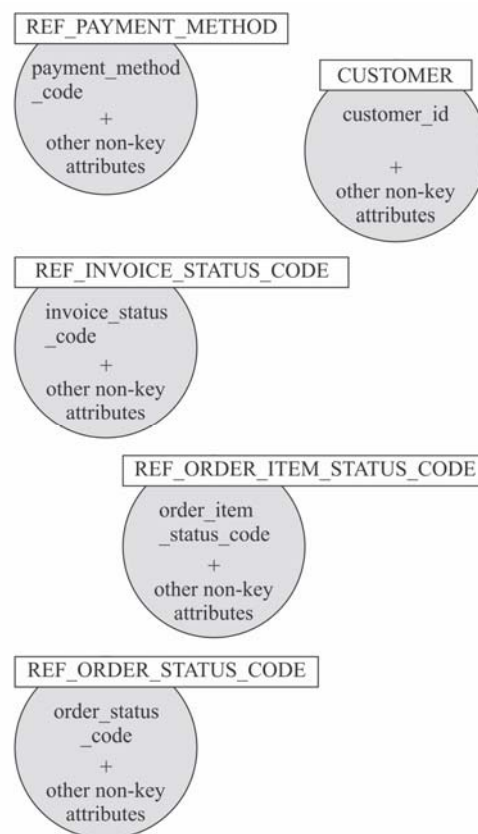 REF_PAYMENT_METHOD
payment_method
_code
+
other non-key
attributes
CUSTOMER
customer_id
+
other non-key
attributes
REF_INVOICE_STATUS_CODE
invoice_status
_code
+
other non-key
attributes
REF_ORDER_ITEM_STATUS_CODE
order_item
_status_code
+
other non-key
attributes
REF_ORDER_STATUS_CODE
order_status
_code
+
other non-key
attributes